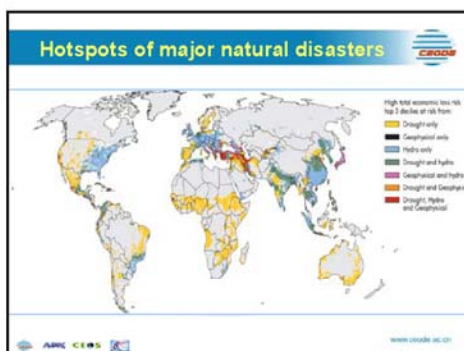 Hotspots of major natural disasters
CEODE
High total economic loss risk
top 3 deciles at risk from:
Drought only
Geophysical only
Hydro only
Drought and hydro
Geophysical and hydro
Drought and Geophysical
Drought, Hydro
and Geophysical
CEOS
www.ceode.ac.cn